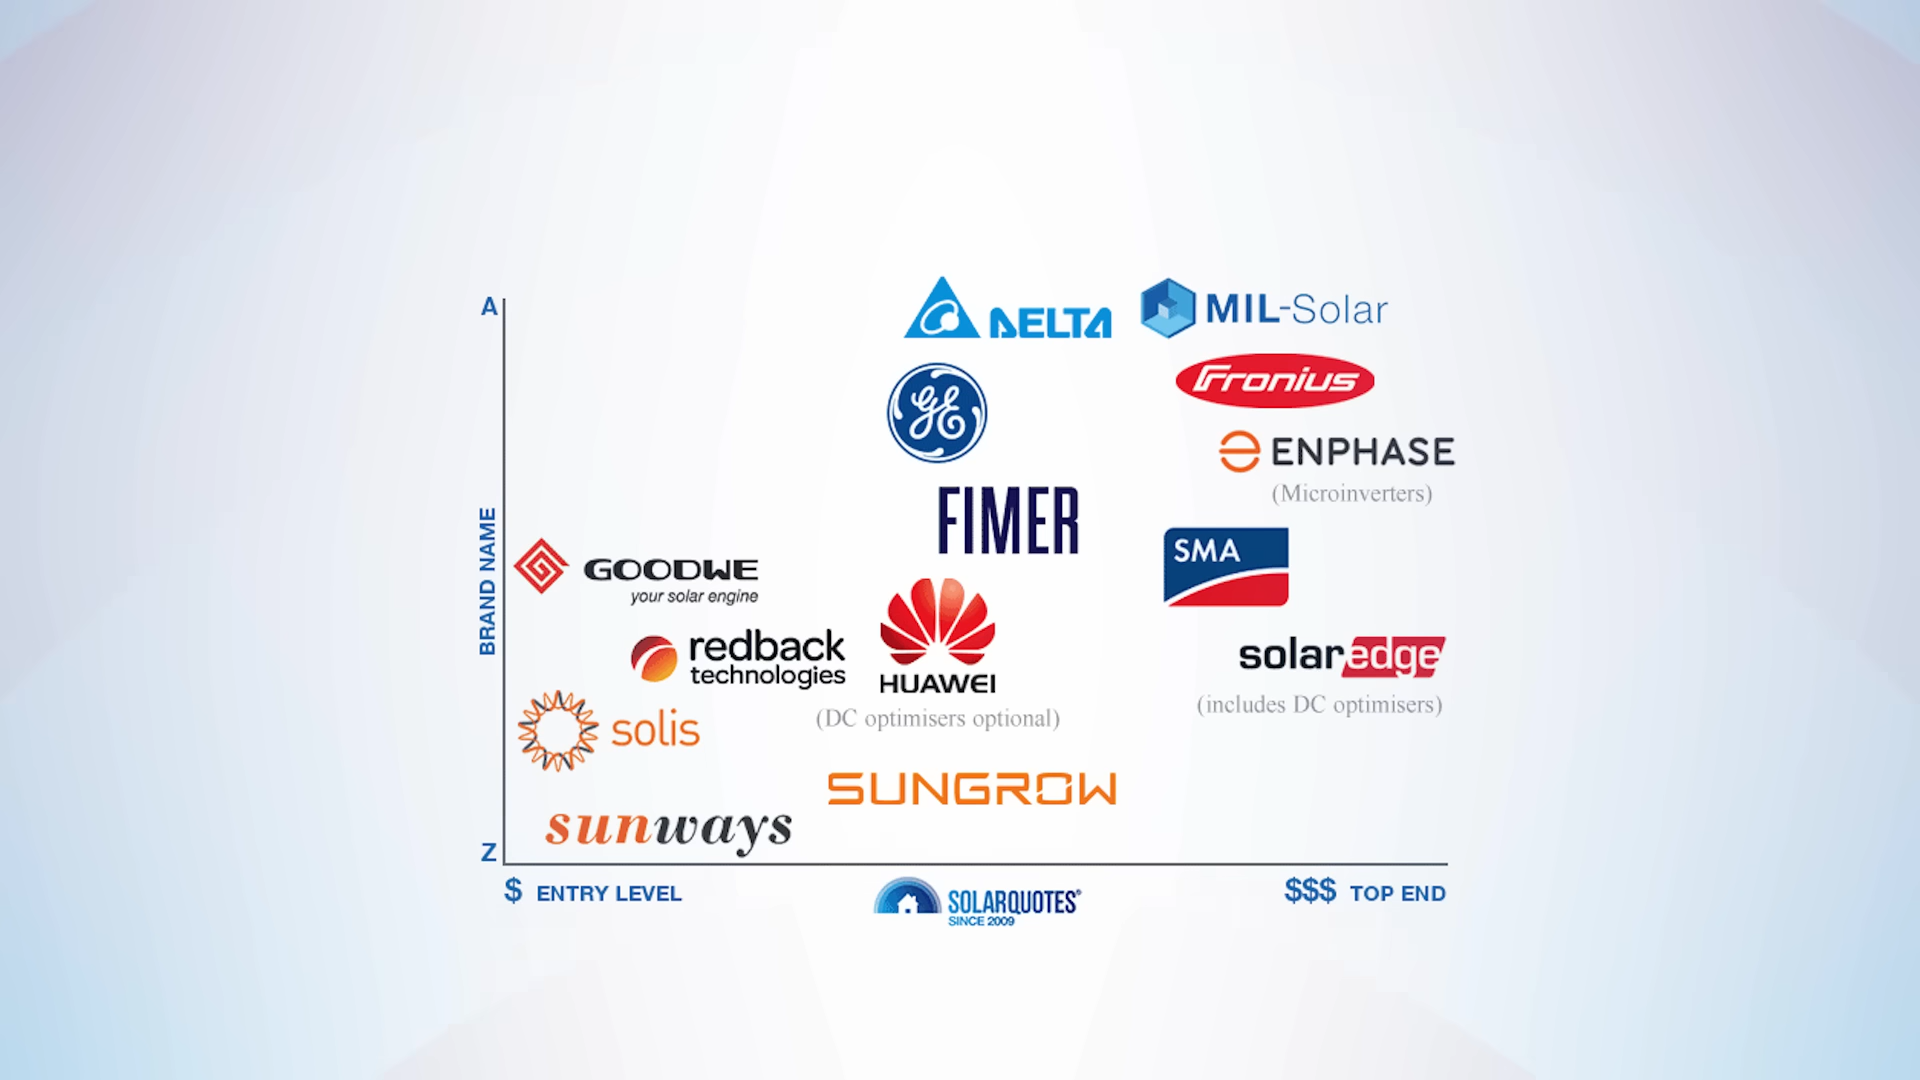 A
DELTA
MIL-Solar
GE
Fronius
ENPHASE
(Microinverters)
FIMER
BRAND NAME
GOODWE
your solar engine
SMA
redback
technologies
HUAWEI
(DC optimisers optional)
solaredge
(includes DC optimisers)
solis
SUNGROW
sunways
Z
$ ENTRY LEVEL
SOLARQUOTES®
SINCE 2009
$$$ TOP END